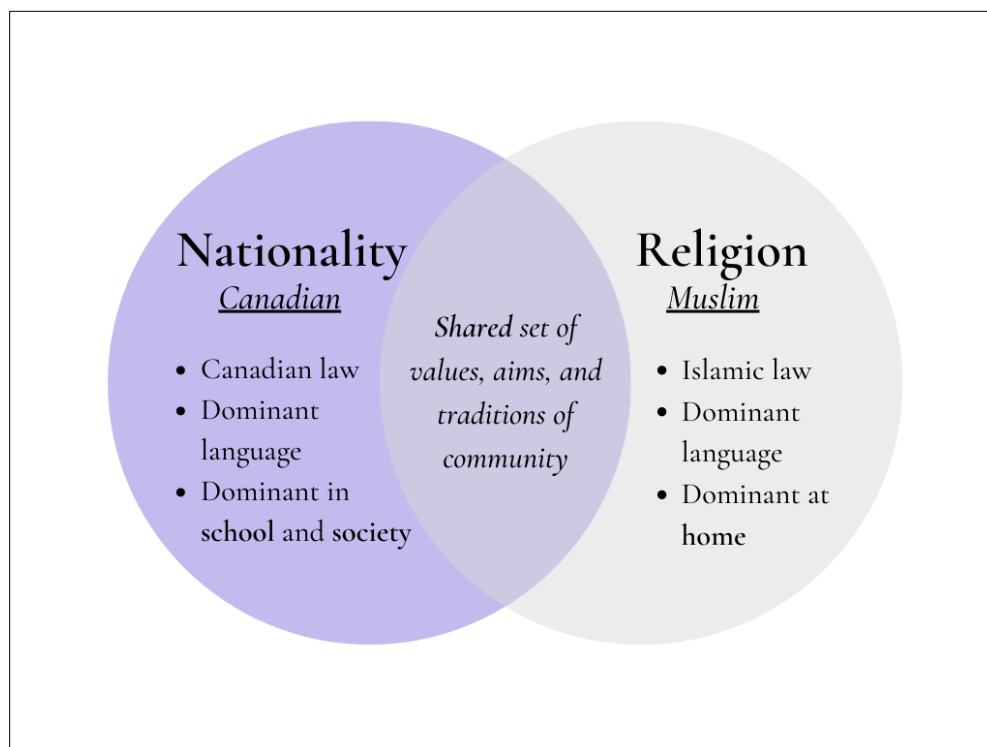 Nationality
Canadian
• Canadian law
• Dominant
language
• Dominant in
school and society
Shared set of
values, aims, and
traditions of
community
Religion
Muslim
• Islamic law
• Dominant
language
• Dominant at
home